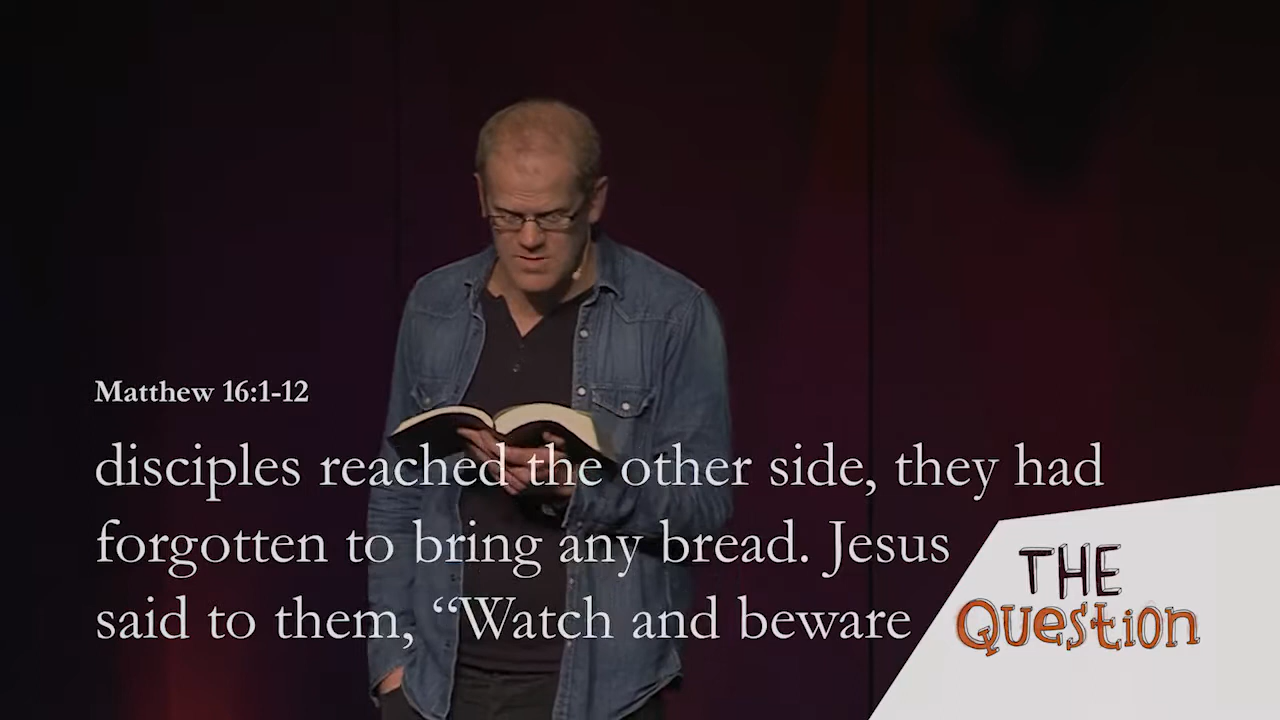 Matthew 16:1-12
disciples reached the other side, they had
forgotten to bring any bread. Jesus
said to them, “Watch and beware
THE
Question